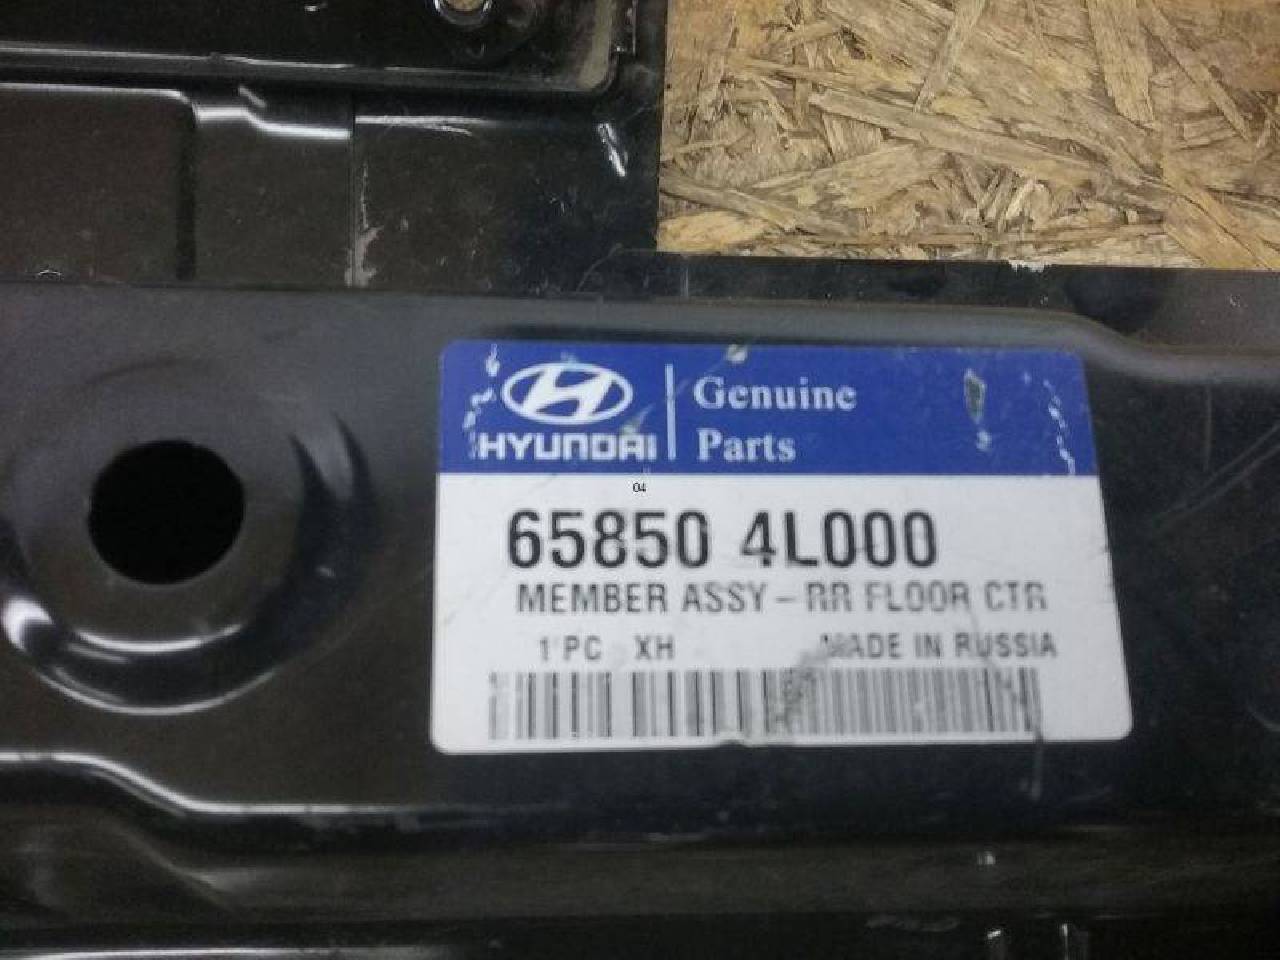 HYUNDAI
Genuine
Parts
04
65850 4L000
MEMBER ASSY-RR FLOOR CTR
1 PC XH MADE IN RUSSIA